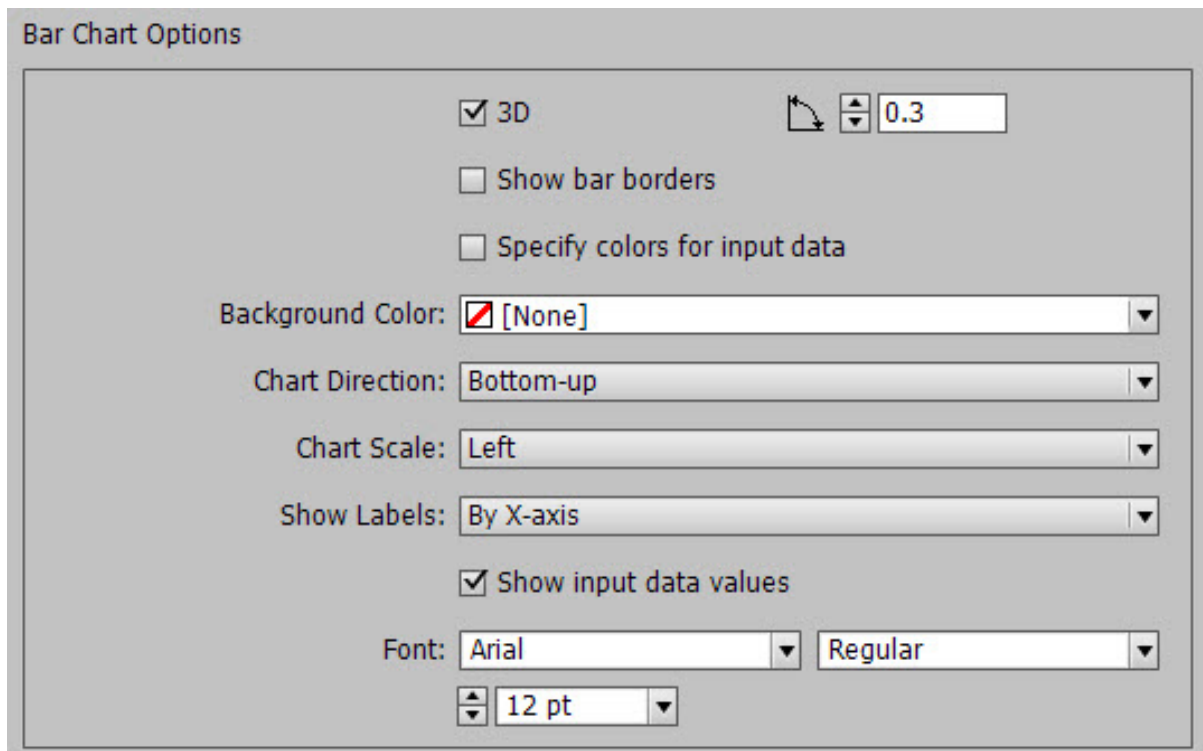 Bar Chart Options
3D 0.3
Show bar borders
Specify colors for input data
Background Color: [None]
Chart Direction: Bottom-up
Chart Scale: Left
Show Labels: By X-axis
Show input data values
Font: Arial Regular
12 pt